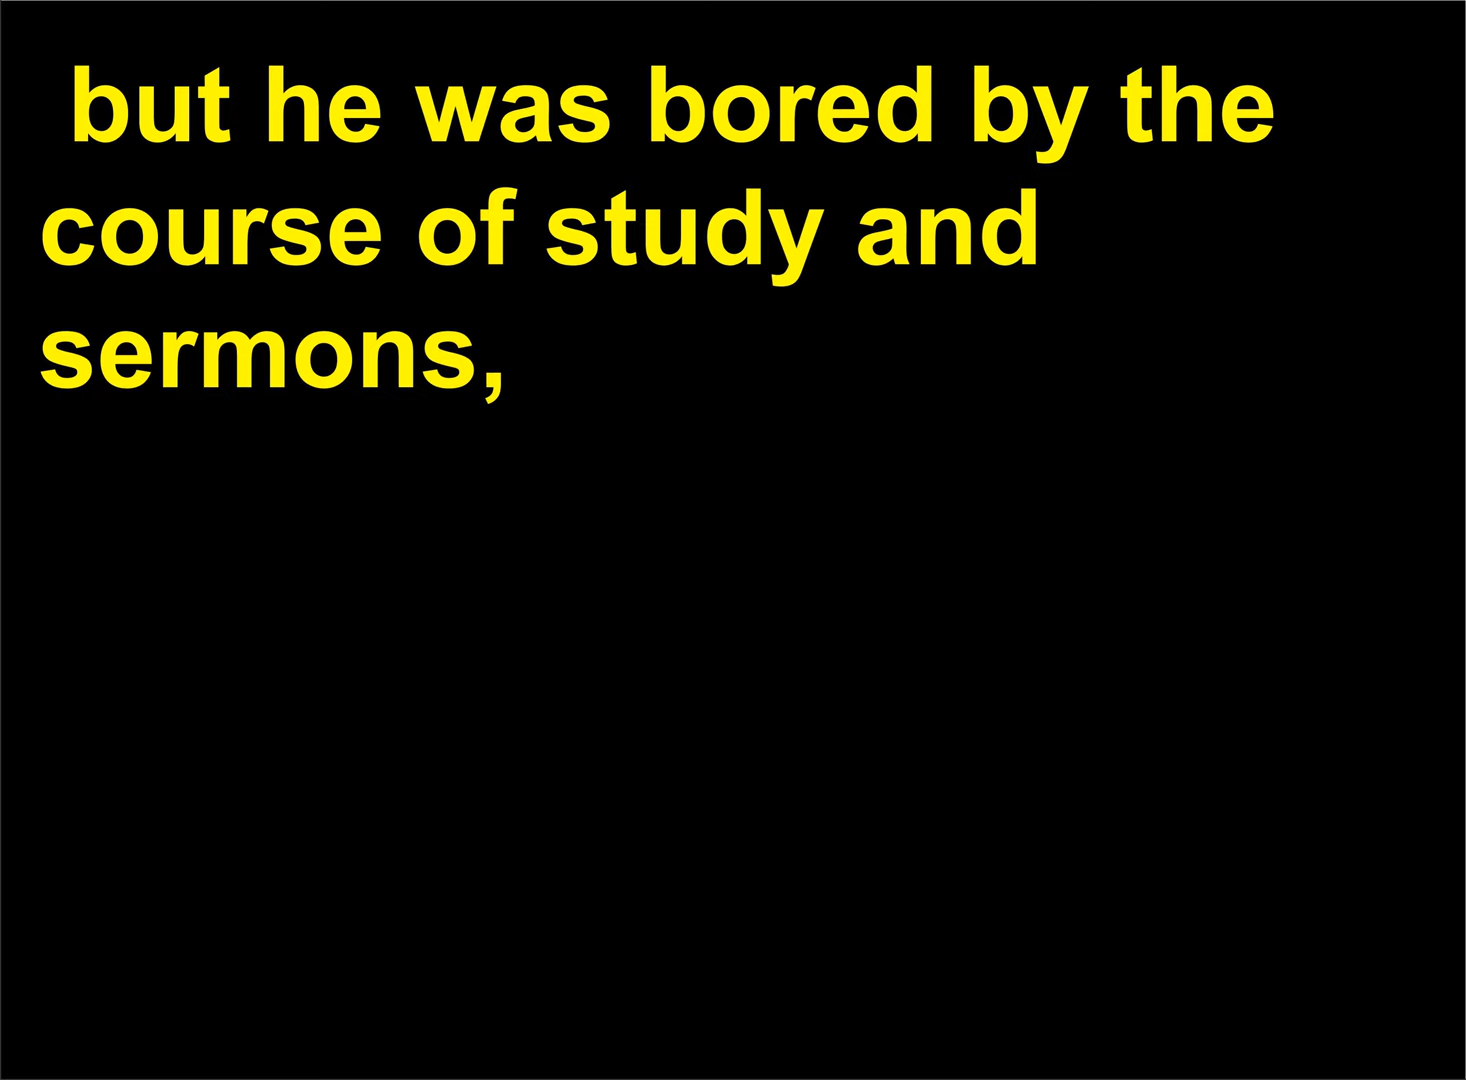 but he was bored by the
course of study and
sermons,